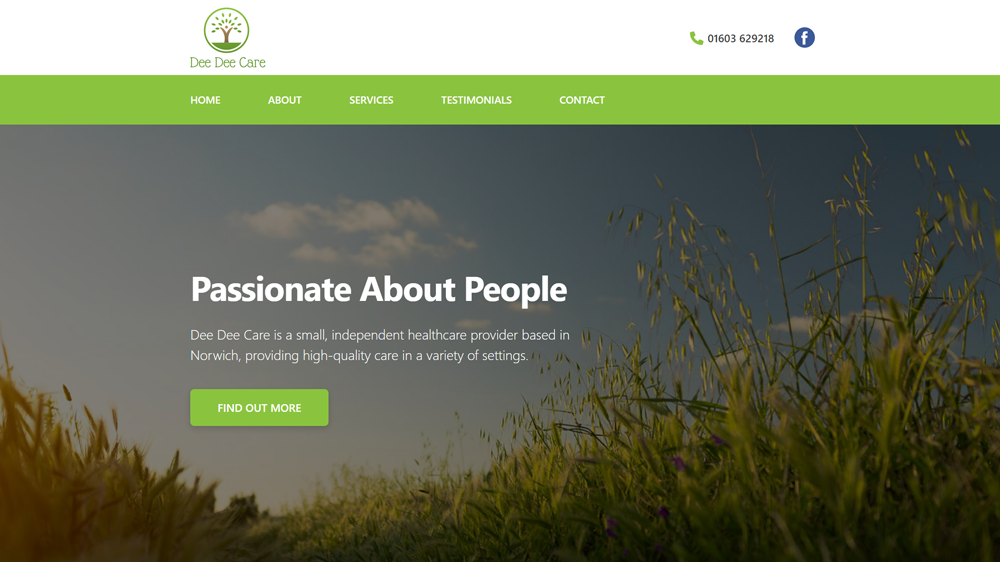 Dee Dee Care
01603 629218
HOME
ABOUT
SERVICES
TESTIMONIALS
CONTACT
Passionate About People
Dee Dee Care is a small, independent healthcare provider based in
Norwich, providing high-quality care in a variety of settings.
FIND OUT MORE